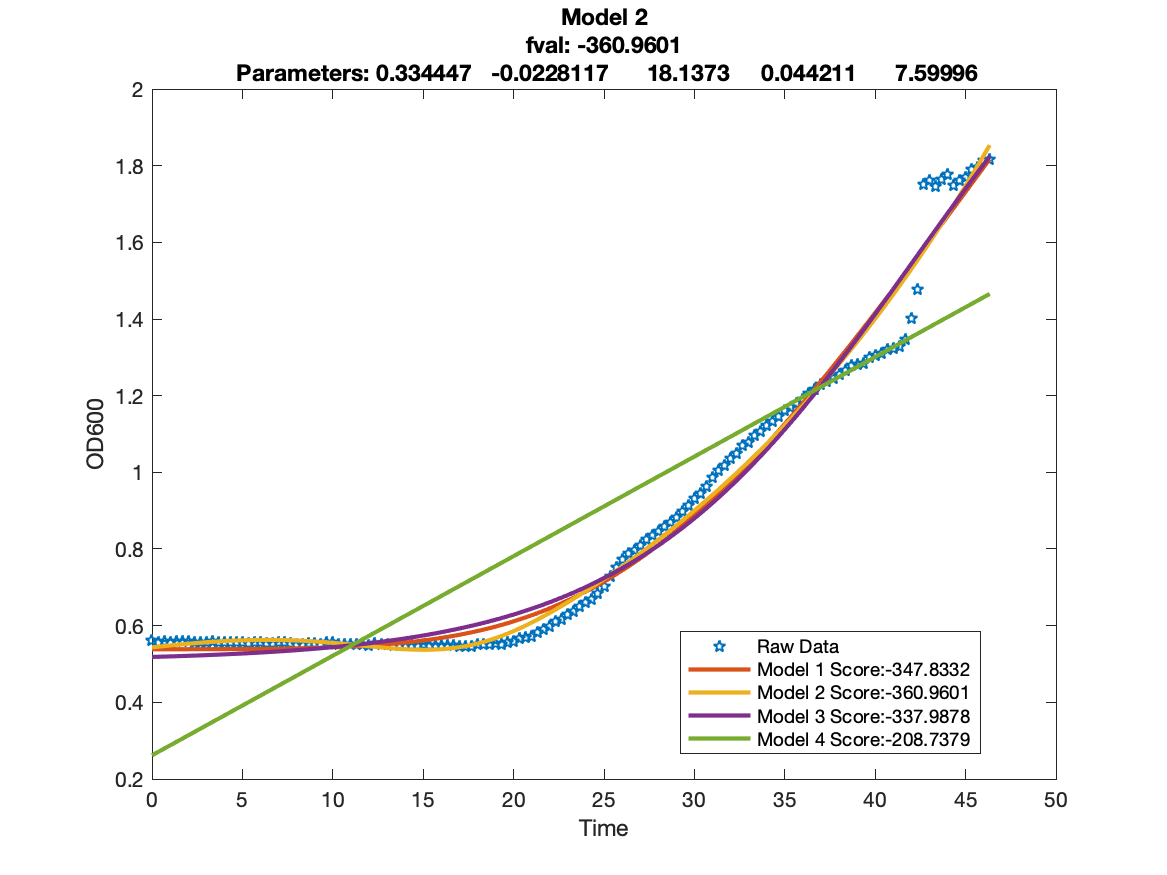 Model 2
fval: -360.9601
Parameters: 0.334447 -0.0228117 18.1373 0.044211 7.59996
2
1.8
1.6
1.4
1.2
1
0.8
0.6
0.4
0.2
OD600
Raw Data
Model 1 Score:-347.8332
Model 2 Score:-360.9601
Model 3 Score:-337.9878
Model 4 Score:-208.7379
0 5 10 15 20 25 30 35 40 45 50
Time